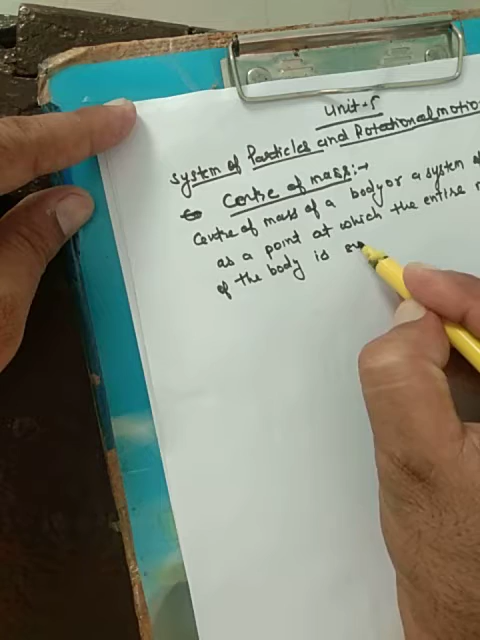 Unit-5
System of Particles and Rotational motion
Centre of mass:→
Centre of mass of a body or a system of
as a point at which the entire
of the body is